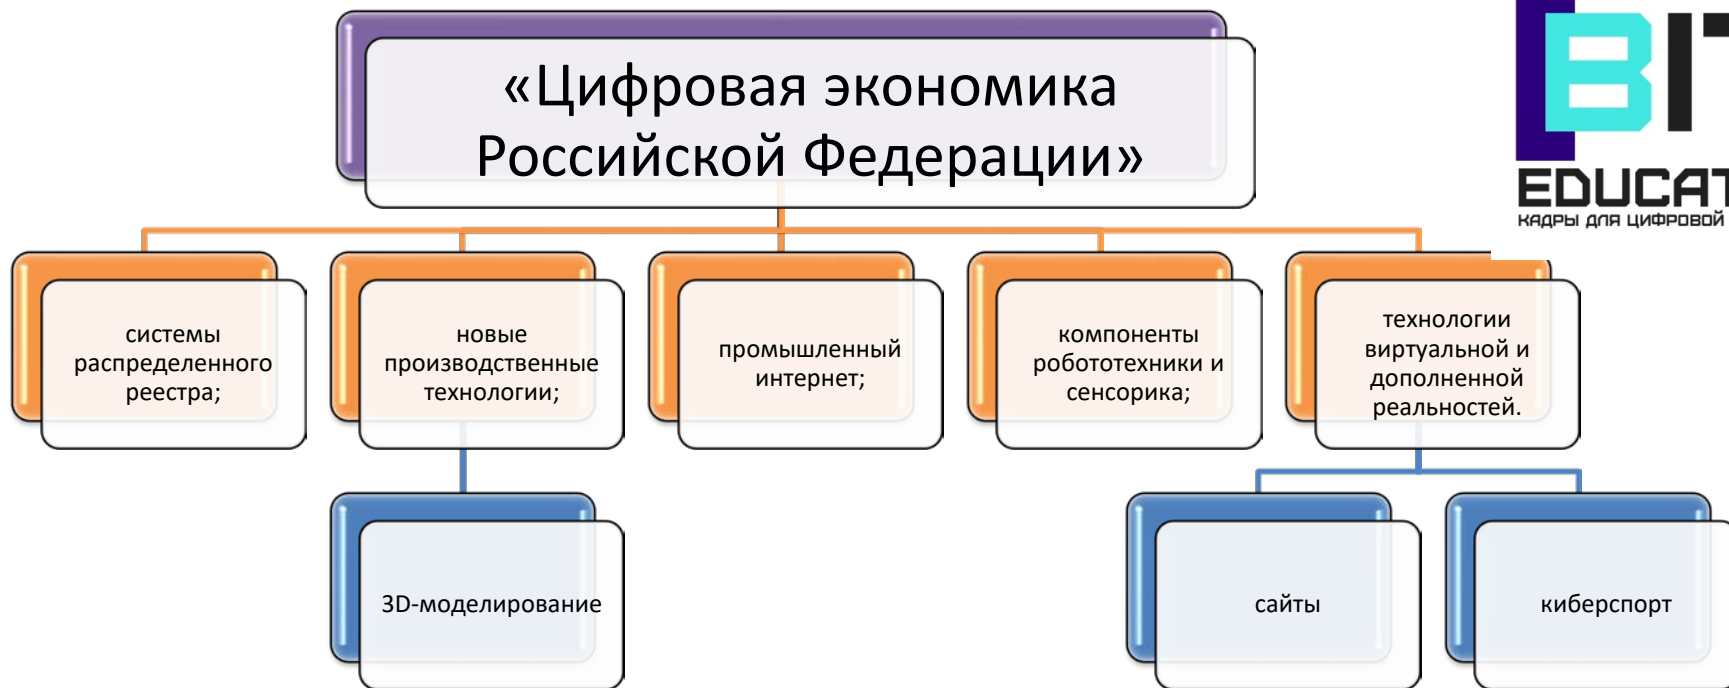 «Цифровая экономика
Российской Федерации»
BIT
EDUCAT
КАДРЫ ДЛЯ ЦИФРОВОЙ
системы
распределенного
реестра;
новые
производственные
технологии;
промышленный
интернет;
компоненты
робототехники и
сенсорика;
технологии
виртуальной и
дополненной
реальностей.
3D-моделирование
сайты
киберспорт